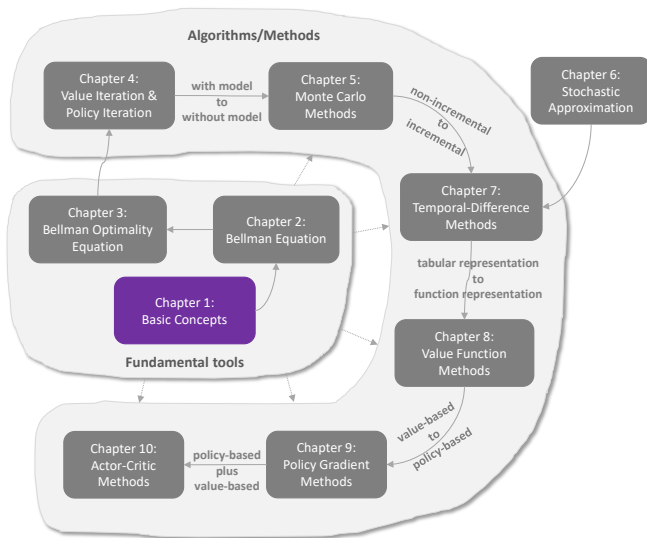 Algorithms/Methods
Chapter 4:
Value Iteration &
Policy Iteration
with model
to
without model
Chapter 5:
Monte Carlo
Methods
non-incremental
to
incremental
Chapter 6:
Stochastic
Approximation
Chapter 3:
Bellman Optimality
Equation
Chapter 2:
Bellman Equation
Chapter 7:
Temporal-Difference
Methods
Chapter 1:
Basic Concepts
Fundamental tools
tabular representation
to
function representation
Chapter 8:
Value Function
Methods
value-based
to
policy-based
Chapter 10:
Actor-Critic
Methods
policy-based
plus
value-based
Chapter 9:
Policy Gradient
Methods